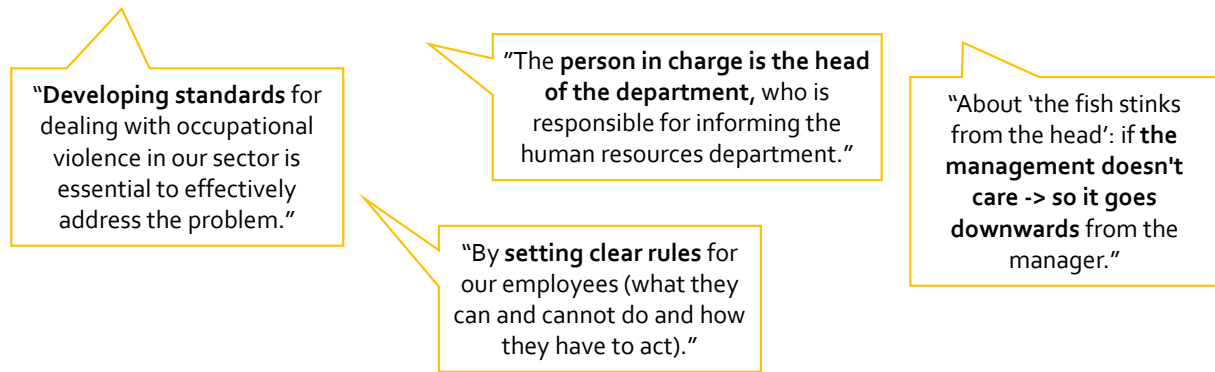 “Developing standards for
dealing with occupational
violence in our sector is
essential to effectively
address the problem.”
”The person in charge is the head
of the department, who is
responsible for informing the
human resources department.”
“By setting clear rules for
our employees (what they
can and cannot do and how
they have to act).”
“About ‘the fish stinks
from the head’: if the
management doesn't
care -> so it goes
downwards from the
manager.”